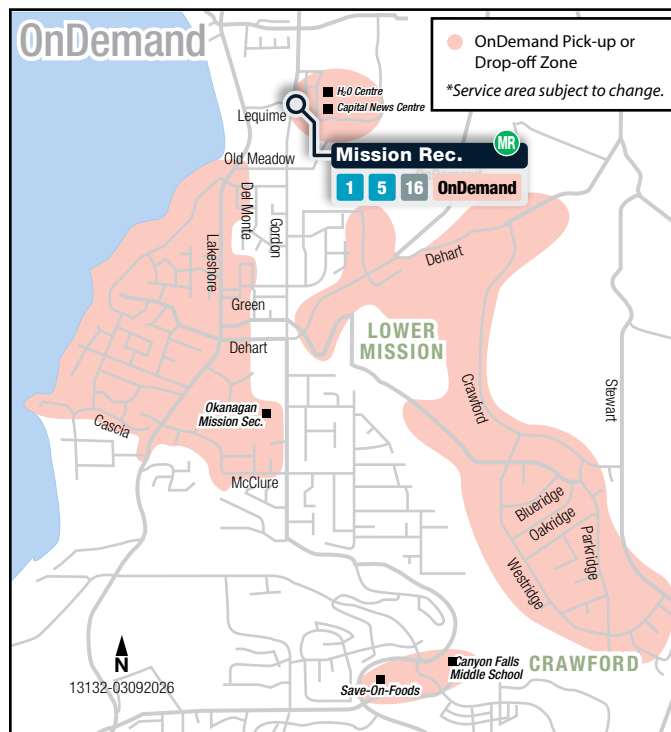 OnDemand
OnDemand Pick-up or
Drop-off Zone
*Service area subject to change.
H2O Centre
Capital News Centre
Lequime
MR
Mission Rec.
1 5 16 OnDemand
Old Meadow
Del Monte
Gordon
Lakeshore
Dehart
Green
LOWER
MISSION
Dehart
Crawford
Stewart
Okanagan
Mission Sec.
Cascia
McClure
Blueridge
Oakridge
Parkridge
Westridge
Canyon Falls
Middle School
CRAWFORD
Save-On-Foods
N
13132-03092026